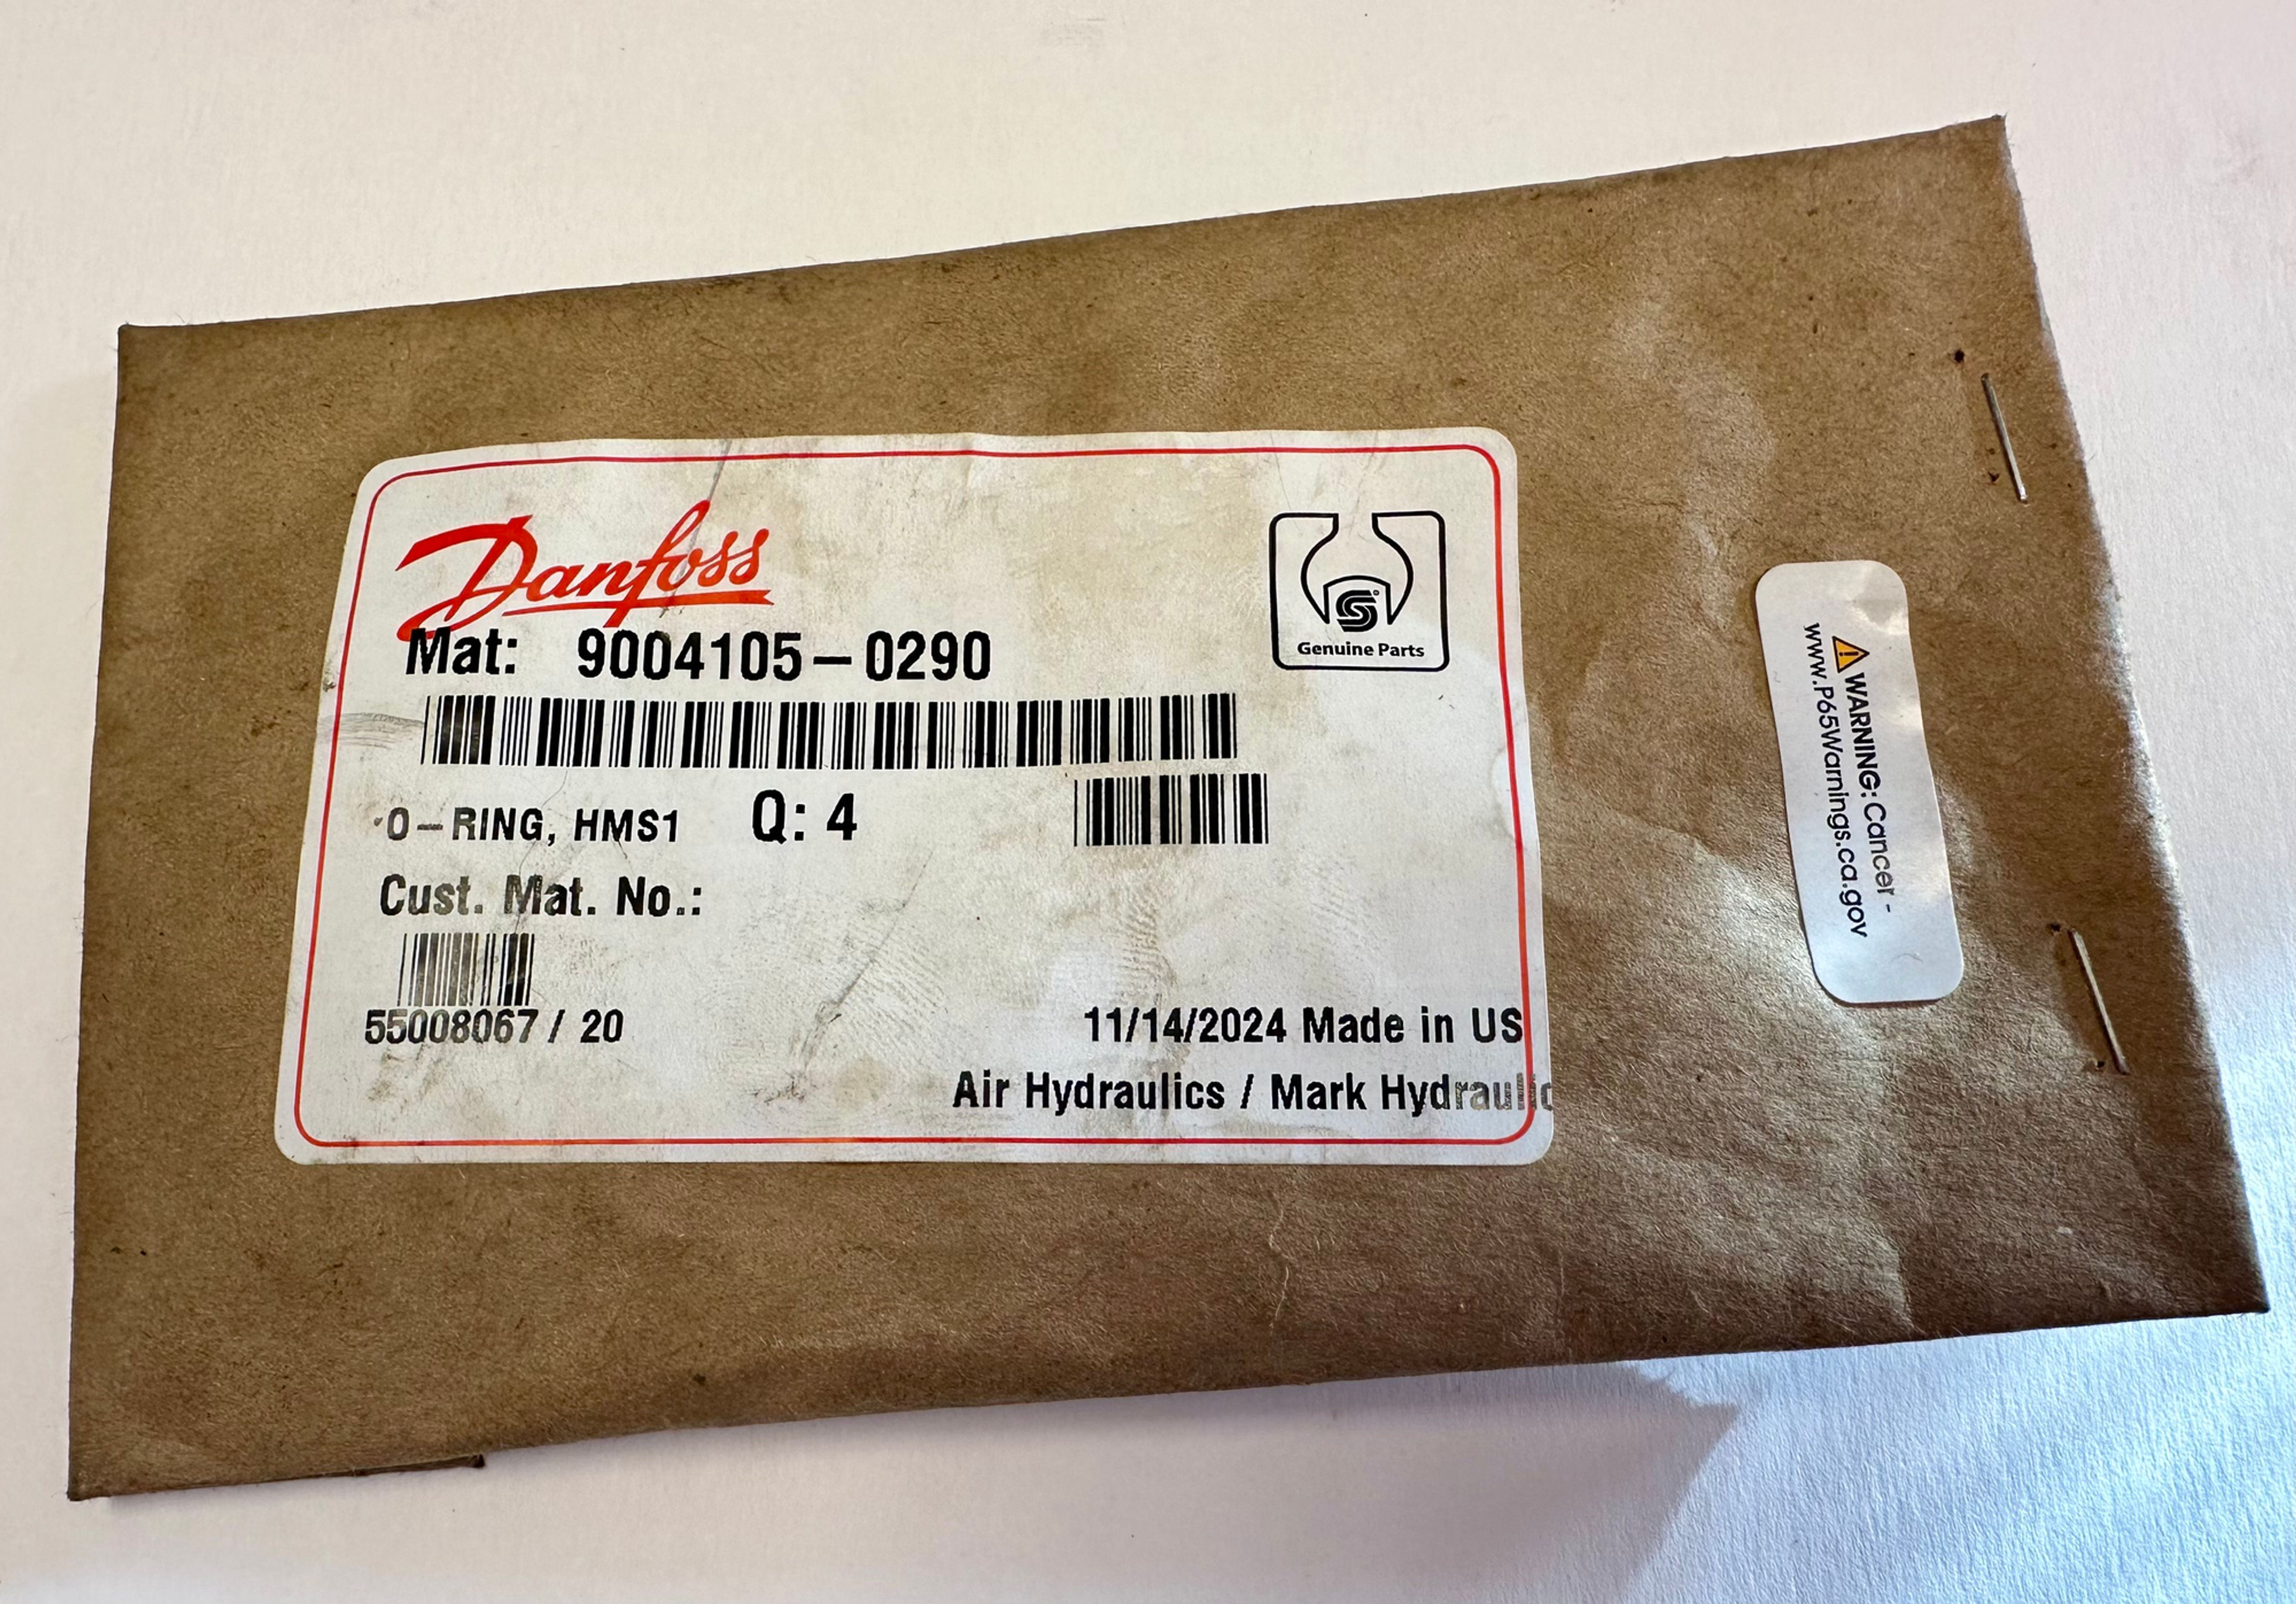 Danfoss
Genuine Parts
Mat: 9004105-0290
O-RING, HMS1 Q: 4
Cust. Mat. No.:
55008067 / 20
11/14/2024 Made in US
Air Hydraulics / Mark Hydraulic
⚠ WARNING: Cancer -
www.P65Warnings.ca.gov